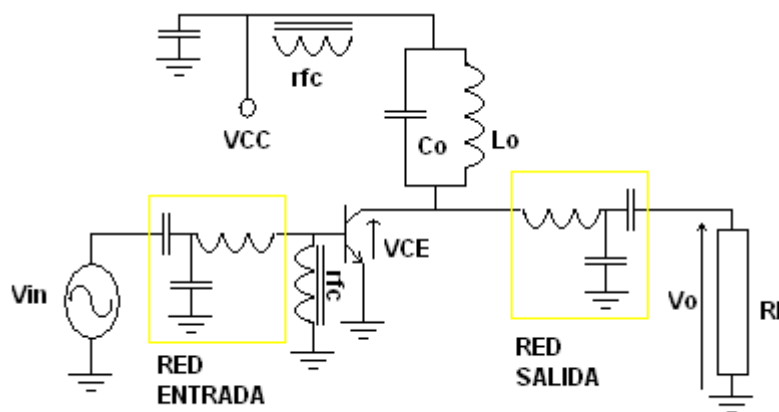 rfc
VCC
Co
Lo
VCE
Vin
rfc
Vo
RED
ENTRADA
RED
SALIDA